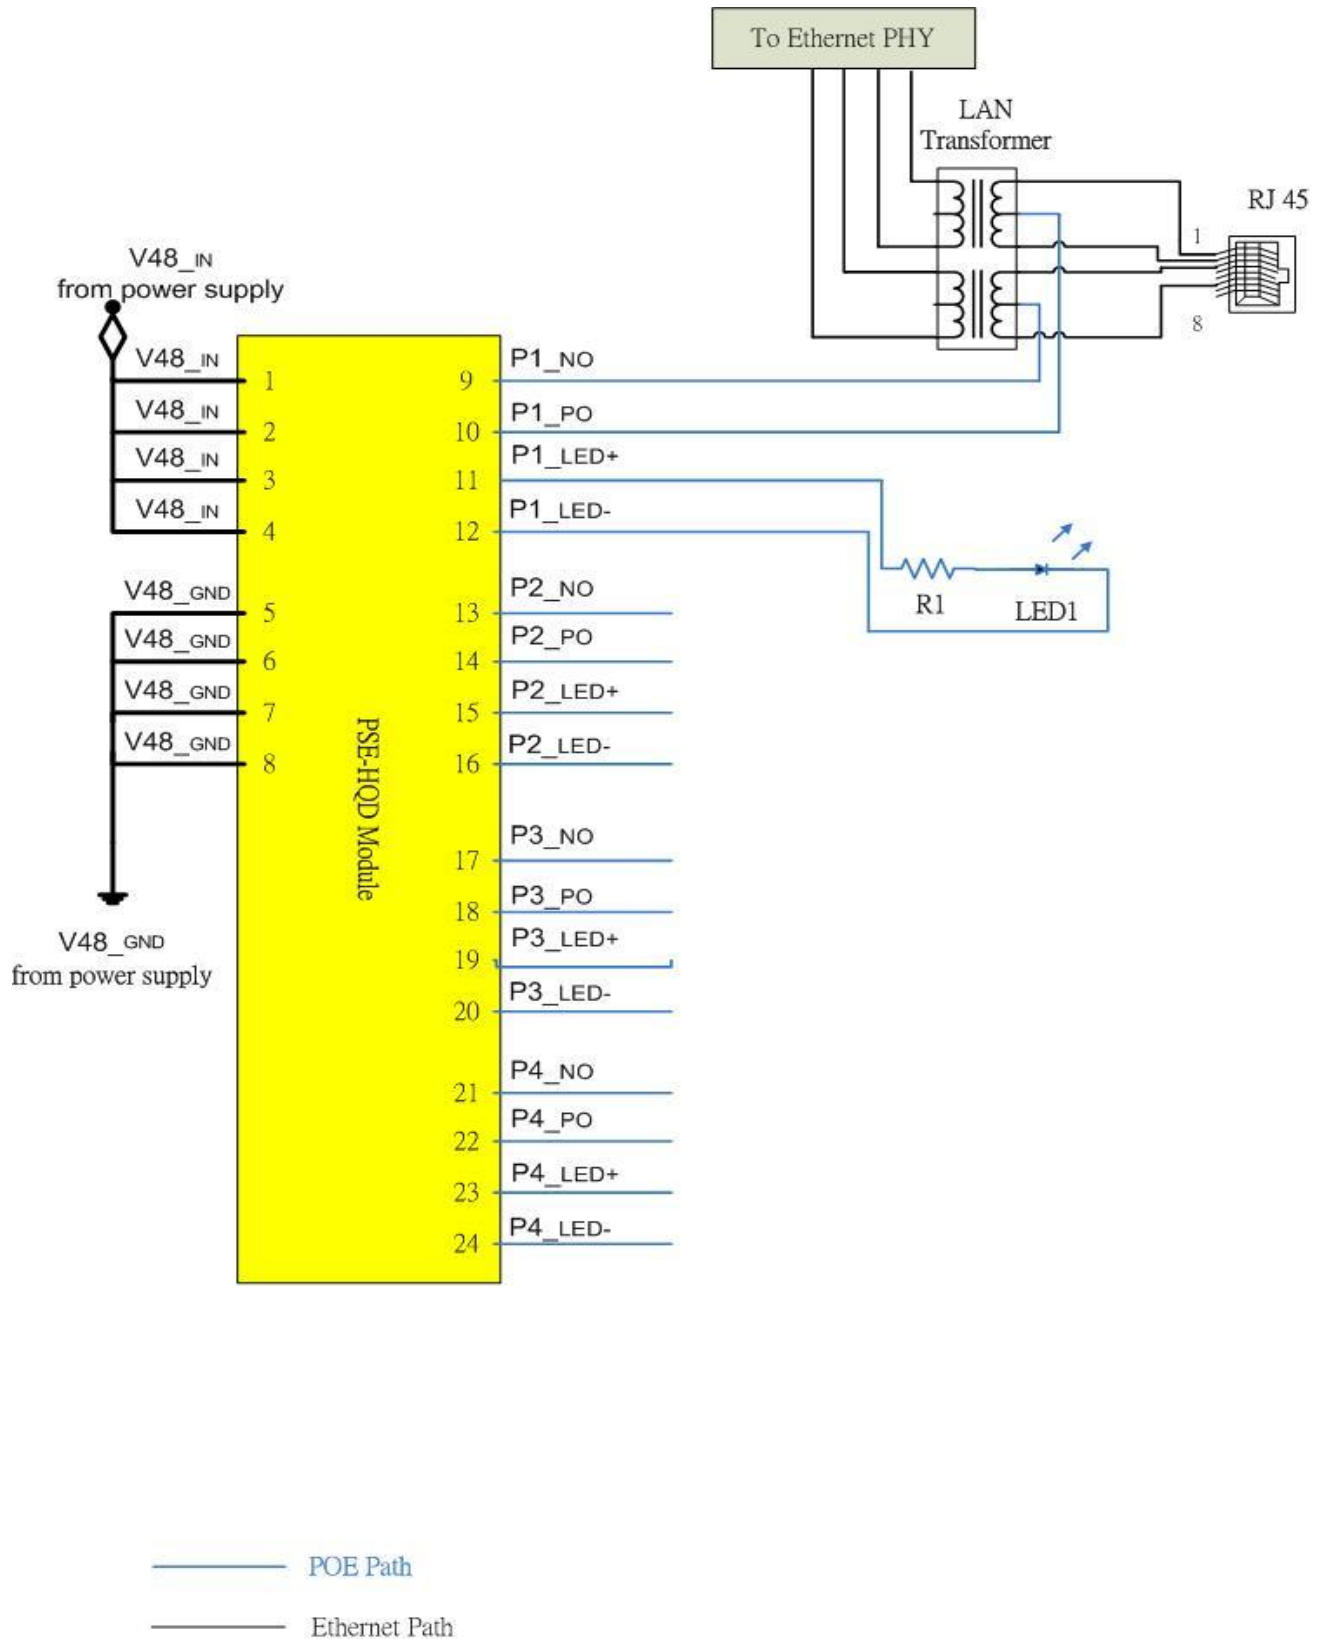 To Ethernet PHY
LAN
Transformer
RJ 45
1
8
V48_IN
from power supply
V48_IN
1
V48_IN
2
V48_IN
3
V48_IN
4
V48_GND
5
V48_GND
6
V48_GND
7
V48_GND
8
V48_GND
from power supply
PSE-HQD Module
P1_NO
9
P1_PO
10
P1_LED+
11
P1_LED-
12
R1
LED1
P2_NO
13
P2_PO
14
P2_LED+
15
P2_LED-
16
P3_NO
17
P3_PO
18
P3_LED+
19
P3_LED-
20
P4_NO
21
P4_PO
22
P4_LED+
23
P4_LED-
24
POE Path
Ethernet Path